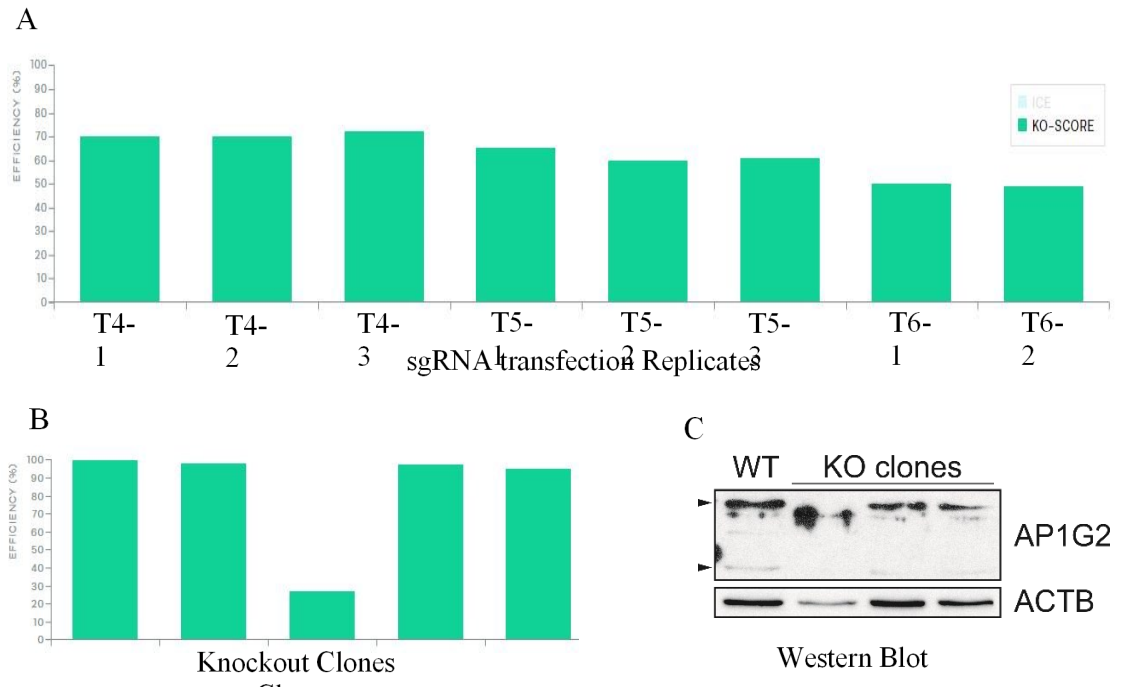 A
EFFICIENCY (%)
100
90
80
70
60
50
40
30
20
10
0
ICE
KO-SCORE
T4-
1
T4-
2
T4-
3
T5-
1
T5-
2
T5-
3
T6-
1
T6-
2
sgRNA transfection Replicates
B
EFFICIENCY (%)
100
90
80
70
60
50
40
30
20
10
0
Knockout Clones
C
WT KO clones
AP1G2
ACTB
Western Blot